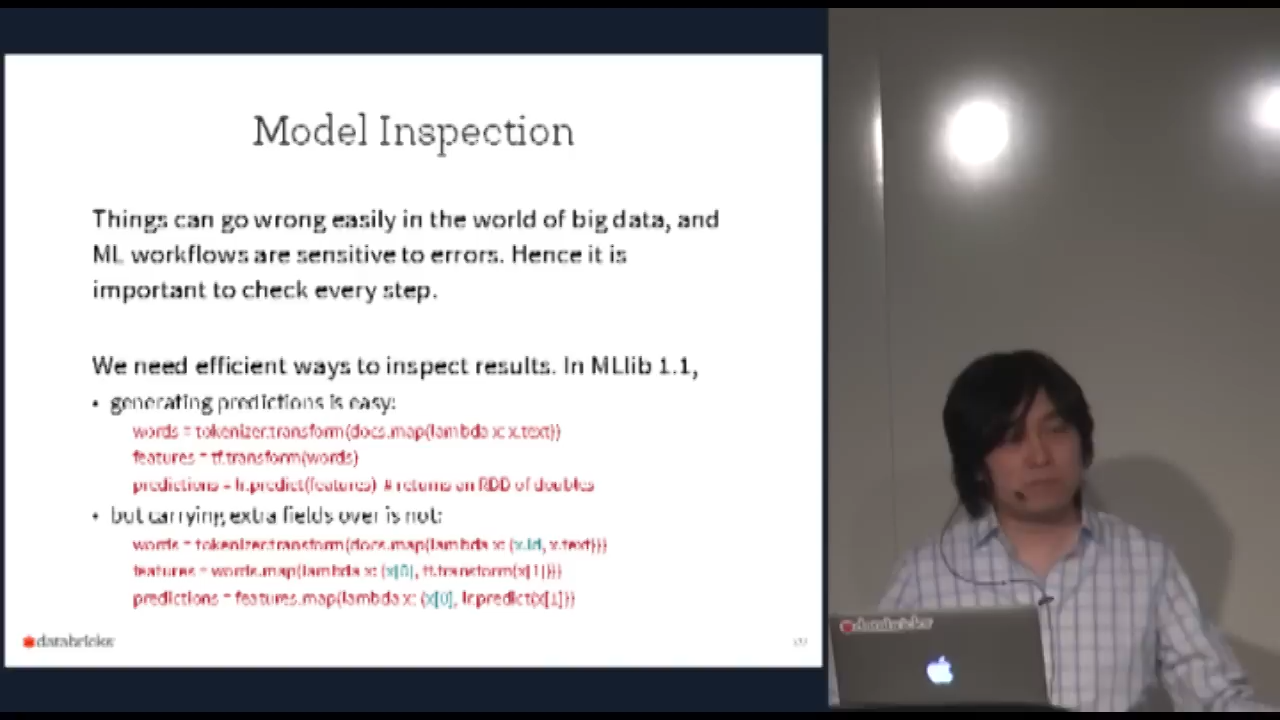 Model Inspection
Things can go wrong easily in the world of big data, and
ML workflows are sensitive to errors. Hence it is
important to check every step.
We need efficient ways to inspect results. In MLlib 1.1,
• generating predictions is easy:
words = tokenizer.transform(docs.map(lambda x: x.text))
features = tf.transform(words)
predictions = lr.predict(features) # returns an RDD of doubles
• but carrying extra fields over is not:
words = tokenizer.transform(docs.map(lambda x: (x.id, x.text)))
features = words.map(lambda x: (x[0], tf.transform(x[1])))
predictions = features.map(lambda x: (x[0], lr.predict(x[1]))
databricks
databricks